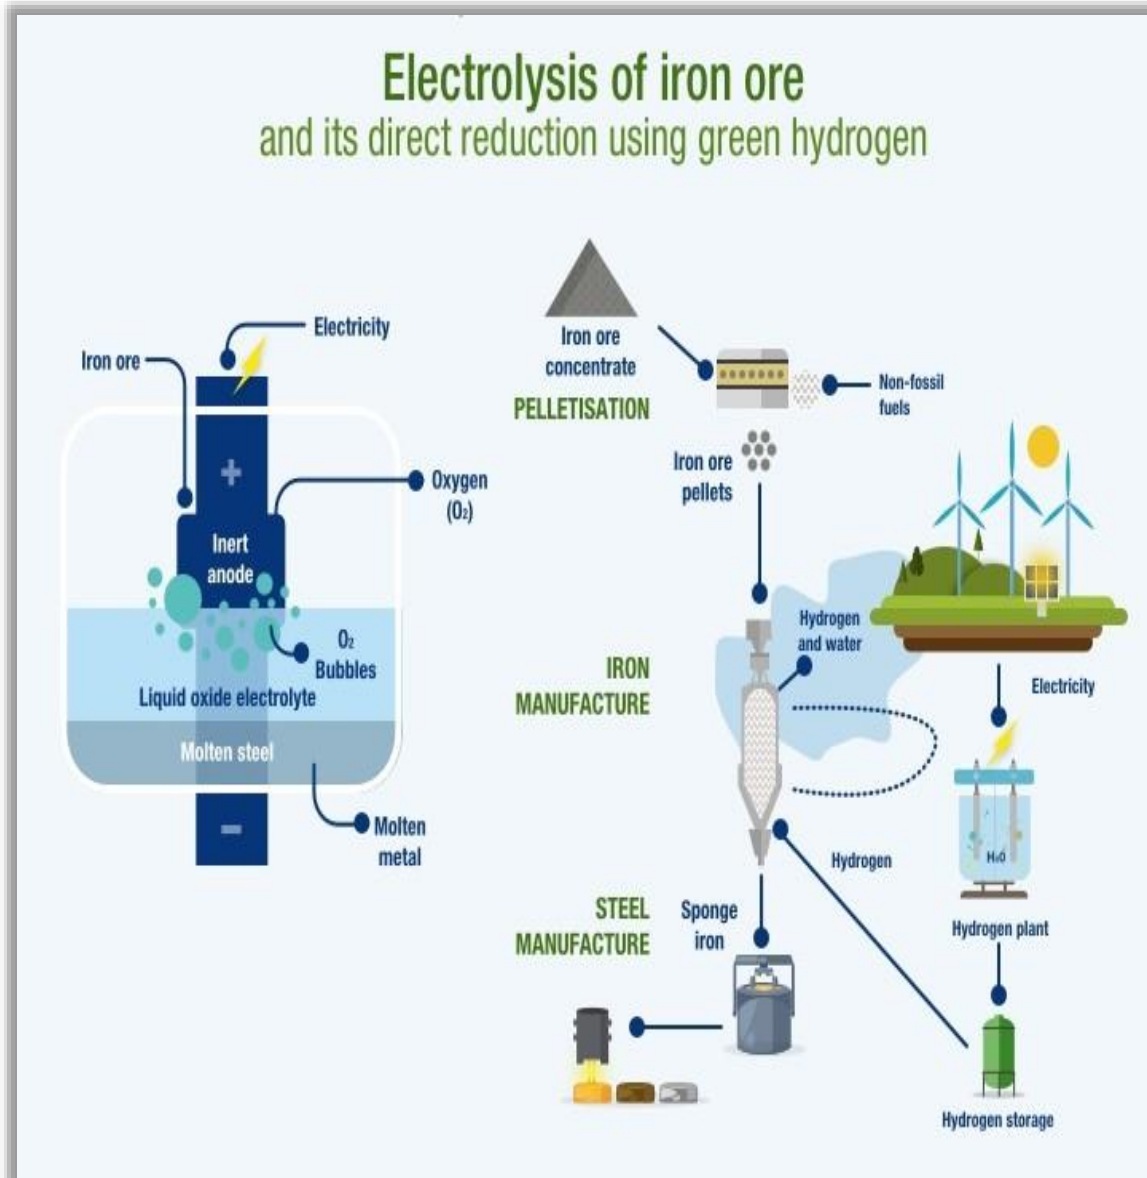 Electrolysis of iron ore
and its direct reduction using green hydrogen
Electricity
Iron ore
+
Oxygen
(O₂)
Inert
anode
O₂
Bubbles
Liquid oxide electrolyte
Molten steel
−
Molten
metal
Iron ore
concentrate
PELLETISATION
Non-fossil
fuels
Iron ore
pellets
Hydrogen
and water
IRON
MANUFACTURE
Electricity
H₂O
Hydrogen
Hydrogen plant
STEEL
MANUFACTURE
Sponge
iron
Hydrogen storage